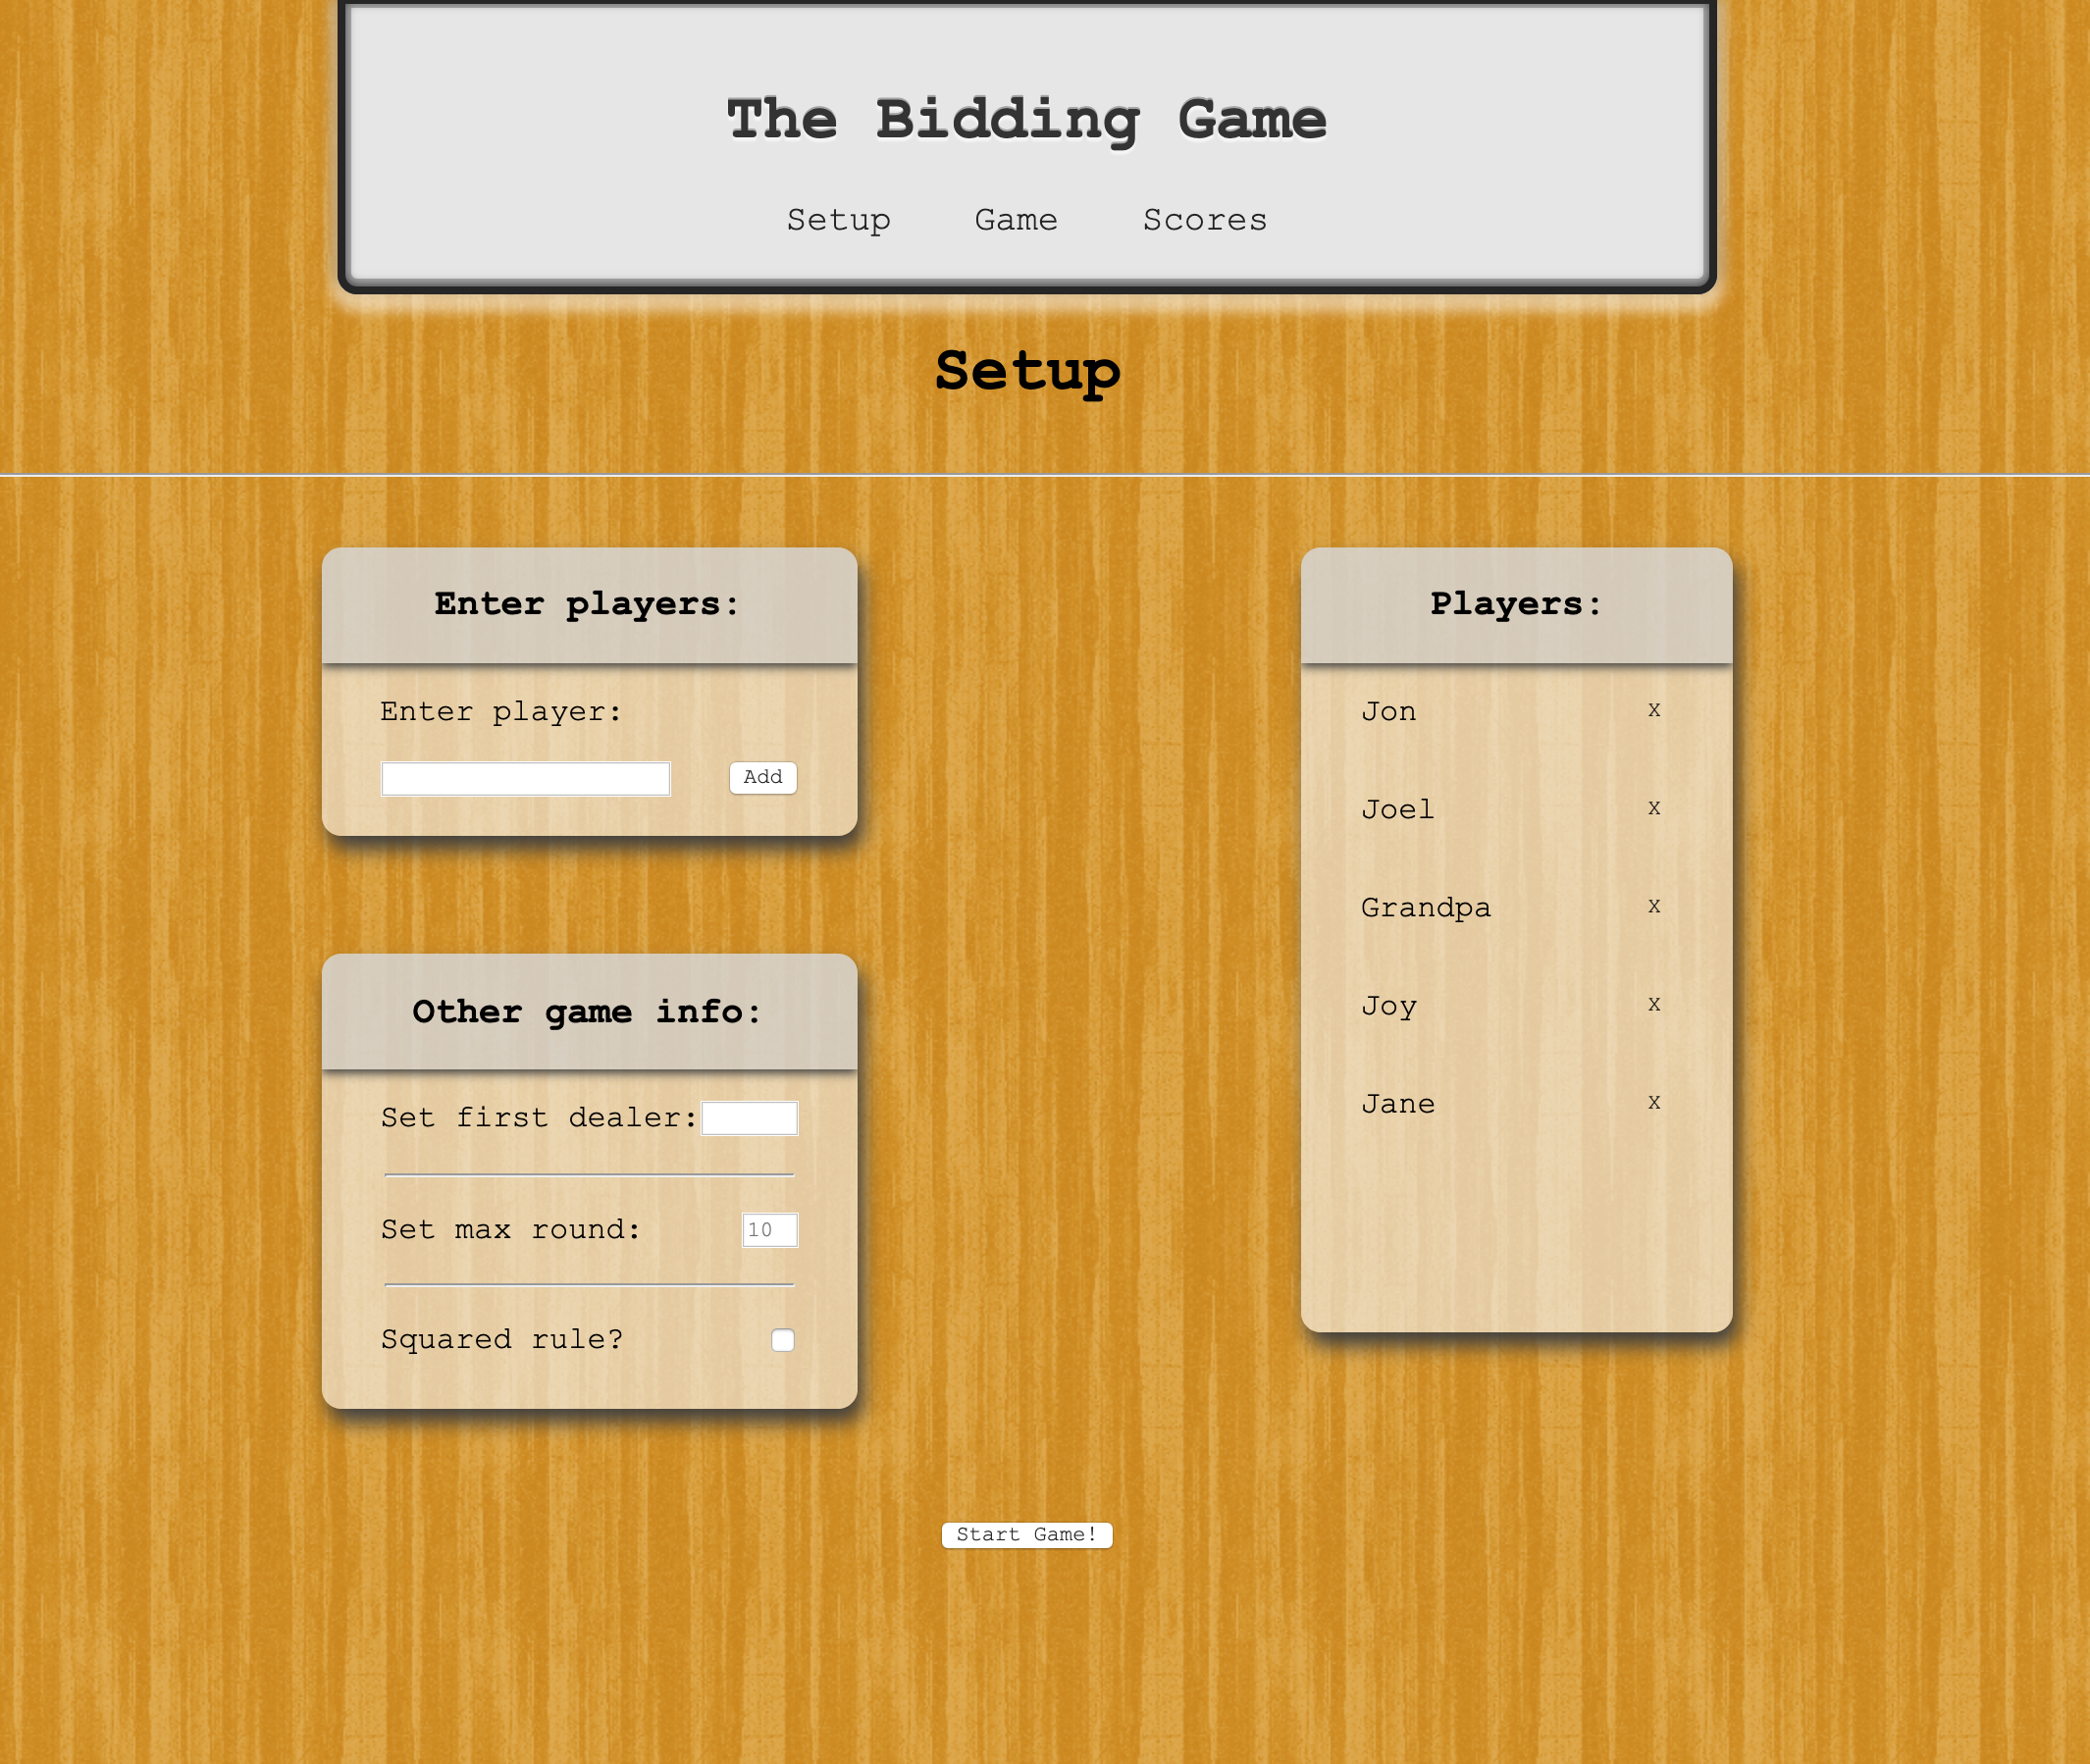 The Bidding Game
Setup Game Scores
Setup
Enter players:
Enter player:
Add
Other game info:
Set first dealer:
Set max round: 10
Squared rule?
Players:
Jon x
Joel x
Grandpa x
Joy x
Jane x
Start Game!